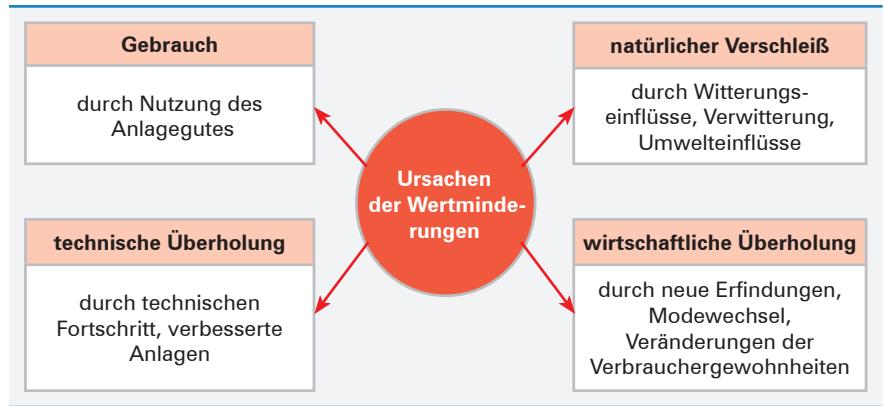 Gebrauch
durch Nutzung des
Anlagegutes
natürlicher Verschleiß
durch Witterungs-
einflüsse, Verwitterung,
Umwelteinflüsse
Ursachen
der Wertminde-
rungen
technische Überholung
durch technischen
Fortschritt, verbesserte
Anlagen
wirtschaftliche Überholung
durch neue Erfindungen,
Modewechsel,
Veränderungen der
Verbrauchergewohnheiten